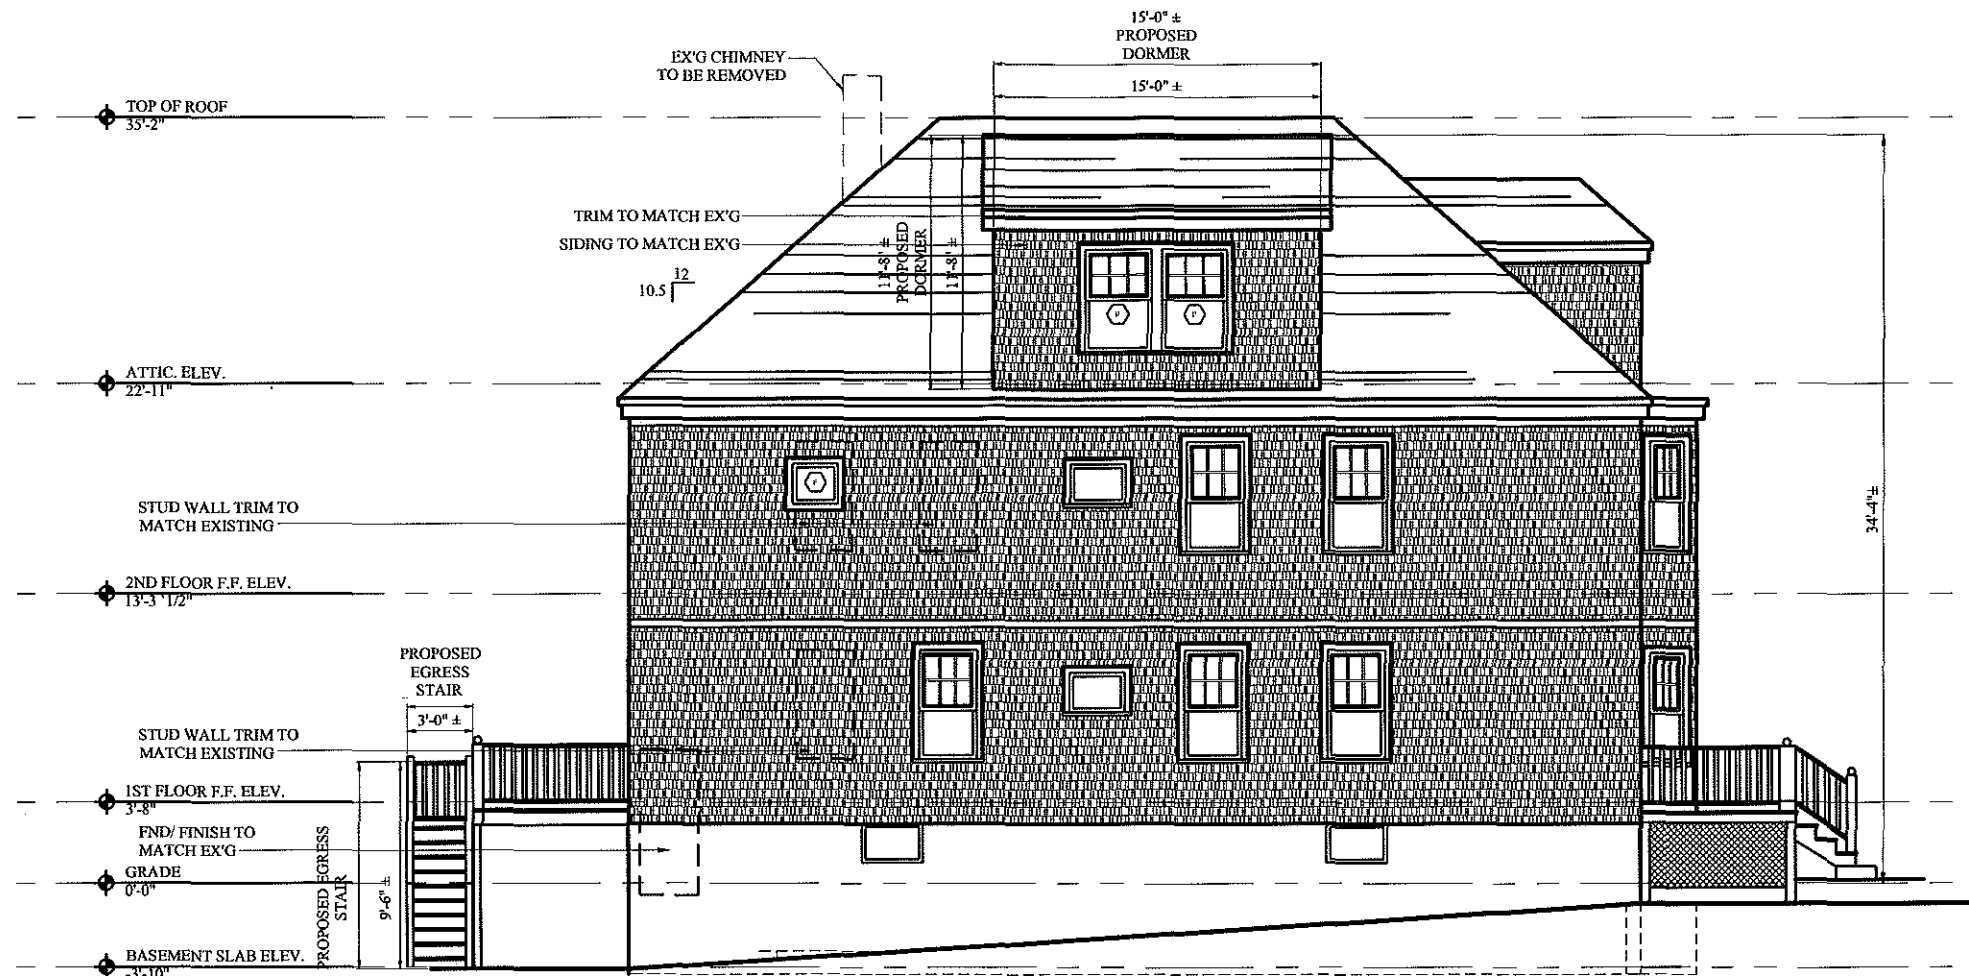 15'-0" ±
PROPOSED
DORMER
15'-0" ±
EX'G CHIMNEY
TO BE REMOVED
TOP OF ROOF
35'-2"
TRIM TO MATCH EX'G
SIDING TO MATCH EX'G
11'-8" ±
PROPOSED
DORMER
11'-8" ±
12
10.5
F
F
ATTIC. ELEV.
22'-11"
F
STUD WALL TRIM TO
MATCH EXISTING
34'-4" ±
2ND FLOOR F.F. ELEV.
13'-3 1/2"
PROPOSED
EGRESS
STAIR
3'-0" ±
STUD WALL TRIM TO
MATCH EXISTING
1ST FLOOR F.F. ELEV.
3'-8"
FND/ FINISH TO
MATCH EX'G
GRADE
0'-0"
PROPOSED EGRESS
STAIR
9'-6" ±
BASEMENT SLAB ELEV.
-3'-10"